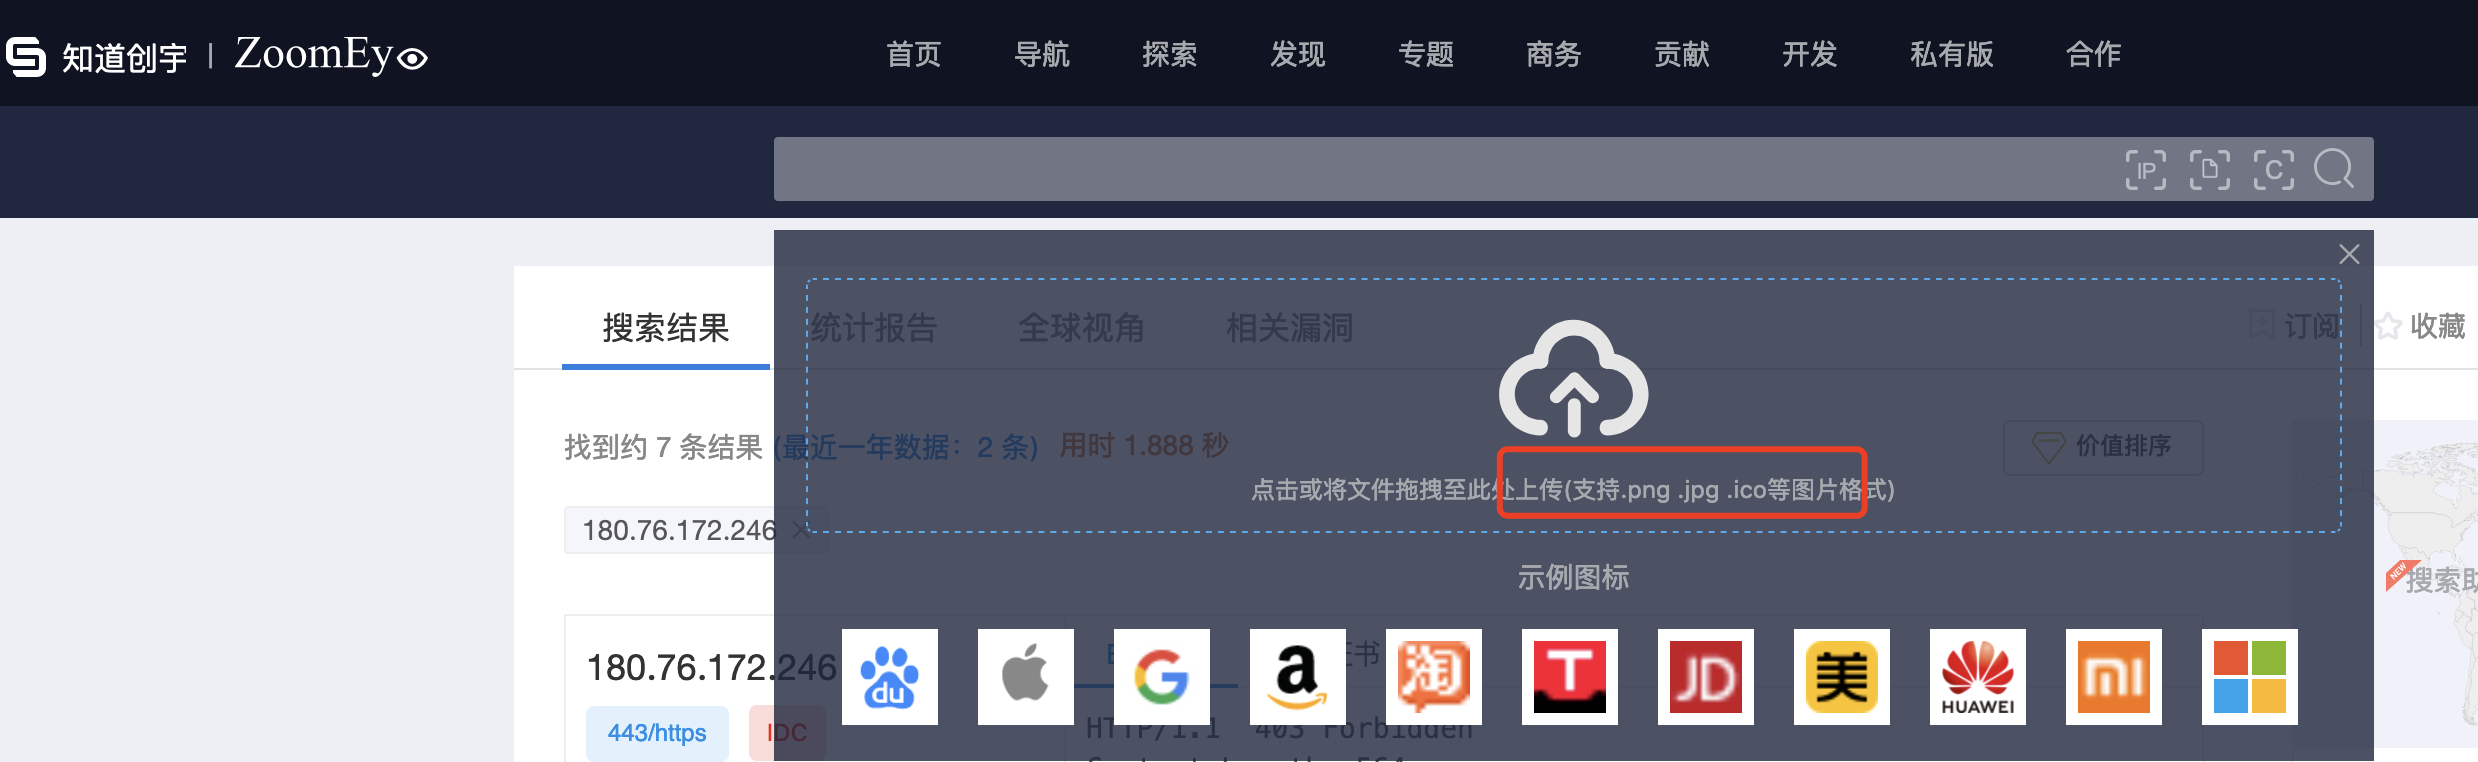 知道创宇 | ZoomEye
首页 导航 探索 发现 专题 商务 贡献 开发 私有版 合作
IP C
搜索结果 统计报告 全球视角 相关漏洞 订阅 收藏
找到约 7 条结果 (最近一年数据：2 条) 用时 1.888 秒 价值排序
点击或将文件拖拽至此处上传(支持.png .jpg .ico等图片格式)
180.76.172.246
示例图标
NEW 搜索
180.76.172.246 证书
du G a 淘 T JD 美 HUAWEI mi
443/https IDC HTTP/1.1 403 Forbidden